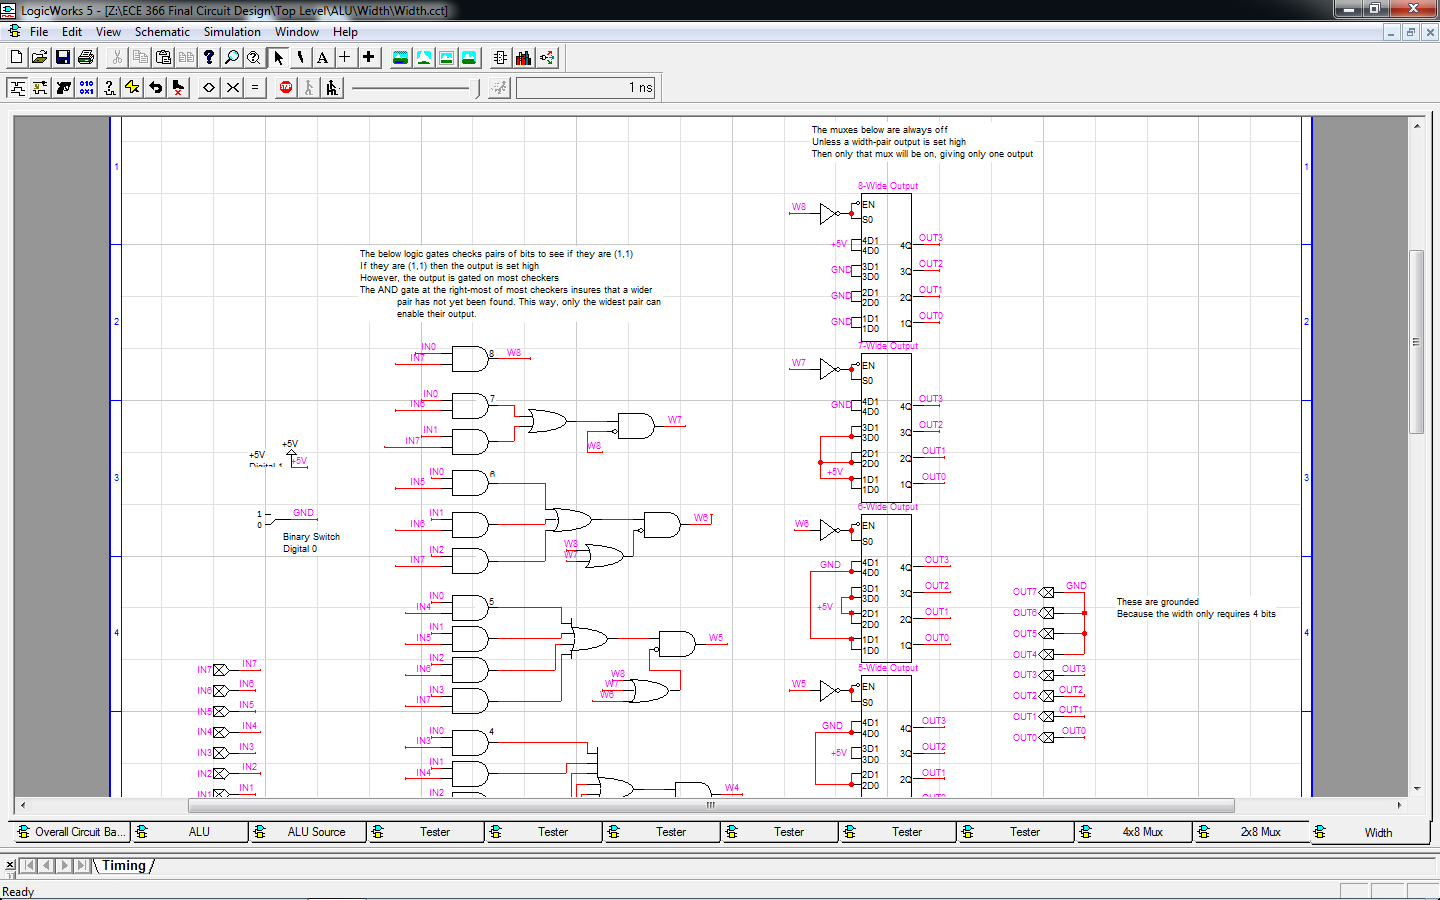 LogicWorks 5 - [Z:\ECE 366 Final Circuit Design\Top Level\ALU\Width\Width.cct]
File Edit View Schematic Simulation Window Help
1 ns
The muxes below are always off
Unless a width-pair output is set high
Then only that mux will be on, giving only one output
The below logic gates checks pairs of bits to see if they are (1,1)
If they are (1,1) then the output is set high
However, the output is gated on most checkers
The AND gate at the right-most of most checkers insures that a wider
pair has not yet been found. This way, only the widest pair can
enable their output.
1
2
3
4
IN0
IN7
8
W8
IN0
IN6
7
IN1
IN7
W8
W7
IN0
IN5
6
IN1
IN6
IN2
IN7
W8
W7
W6
IN0
IN4
5
IN1
IN5
IN2
IN6
IN3
IN7
W8
W7
W6
W5
IN0
IN3
4
IN1
IN4
IN2
W4
+5V
+5V
+5V
Digital 1
1
0
GND
Binary Switch
Digital 0
IN7 IN7
IN6 IN6
IN5 IN5
IN4 IN4
IN3 IN3
IN2 IN2
IN1 IN1
8-Wide Output
W8
EN
S0
+5V 4D1 4D0 4Q OUT3
GND 3D1 3D0 3Q OUT2
GND 2D1 2D0 2Q OUT1
GND 1D1 1D0 1Q OUT0
7-Wide Output
W7
EN
S0
GND 4D1 4D0 4Q OUT3
3D1 3D0 3Q OUT2
2D1 2D0 2Q OUT1
+5V 1D1 1D0 1Q OUT0
6-Wide Output
W6
EN
S0
GND 4D1 4D0 4Q OUT3
3D1 3D0 3Q OUT2
+5V 2D1 2D0 2Q OUT1
1D1 1D0 1Q OUT0
5-Wide Output
W5
EN
S0
GND 4D1 4D0 4Q OUT3
+5V 3D1 3D0 3Q OUT2
2D1 2D0 2Q OUT1
OUT7 GND
OUT6
OUT5
OUT4
OUT3 OUT3
OUT2 OUT2
OUT1 OUT1
OUT0 OUT0
These are grounded
Because the width only requires 4 bits
1
2
3
4
Overall Circuit Ba... ALU ALU Source Tester Tester Tester Tester Tester Tester 4x8 Mux 2x8 Mux Width
Timing
Ready